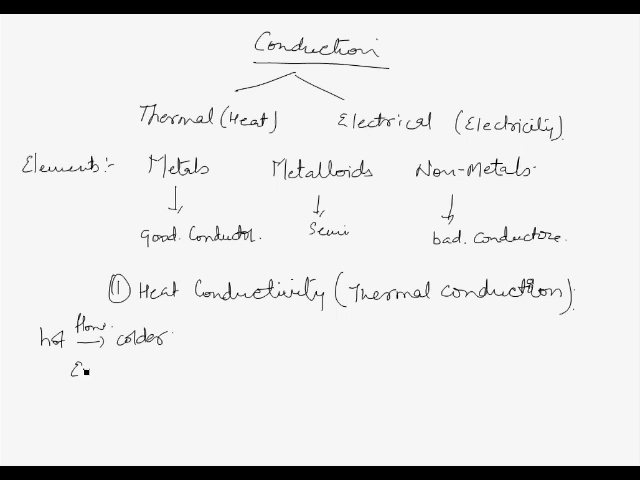 Conduction
Thermal (Heat) Electrical (Electricity)
Elements :- Metals Metalloids Non-Metals
Good. Conductor. Semi bad. Conductors.
① Heat Conductivity (Thermal conduction)
flow
hot → colder